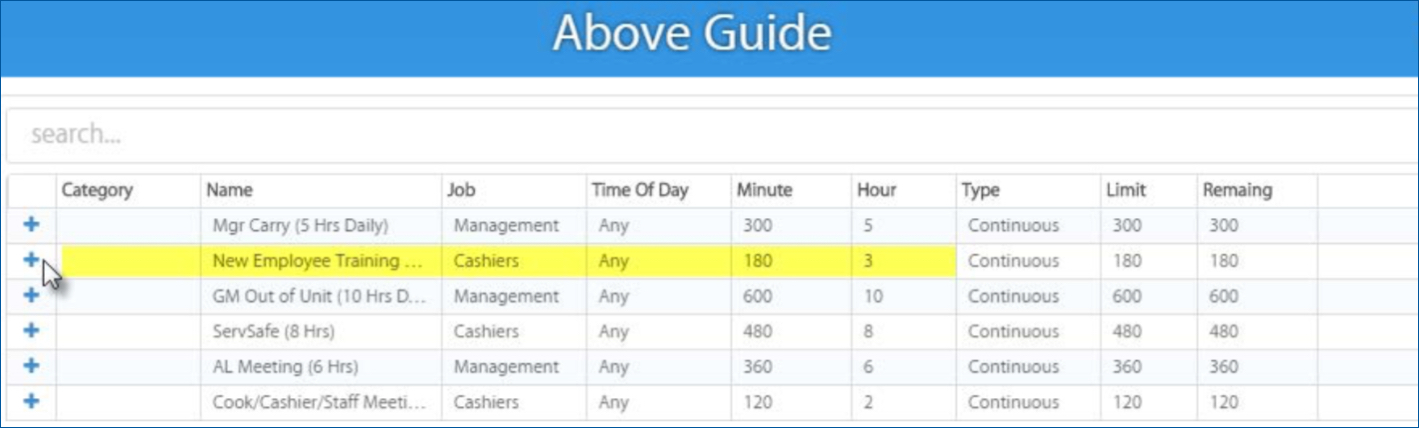 Above Guide
search...
Category Name Job Time Of Day Minute Hour Type Limit Remaing
Mgr Carry (5 Hrs Daily) Management Any 300 5 Continuous 300 300
New Employee Training ... Cashiers Any 180 3 Continuous 180 180
GM Out of Unit (10 Hrs D... Management Any 600 10 Continuous 600 600
ServSafe (8 Hrs) Cashiers Any 480 8 Continuous 480 480
AL Meeting (6 Hrs) Management Any 360 6 Continuous 360 360
Cook/Cashier/Staff Meeti... Cashiers Any 120 2 Continuous 120 120